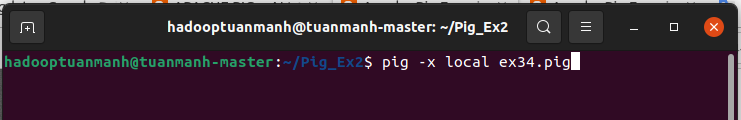 hadooptuanmanh@tuanmanh-master: ~/Pig_Ex2
hadooptuanmanh@tuanmanh-master:~/Pig_Ex2$ pig -x local ex34.pig